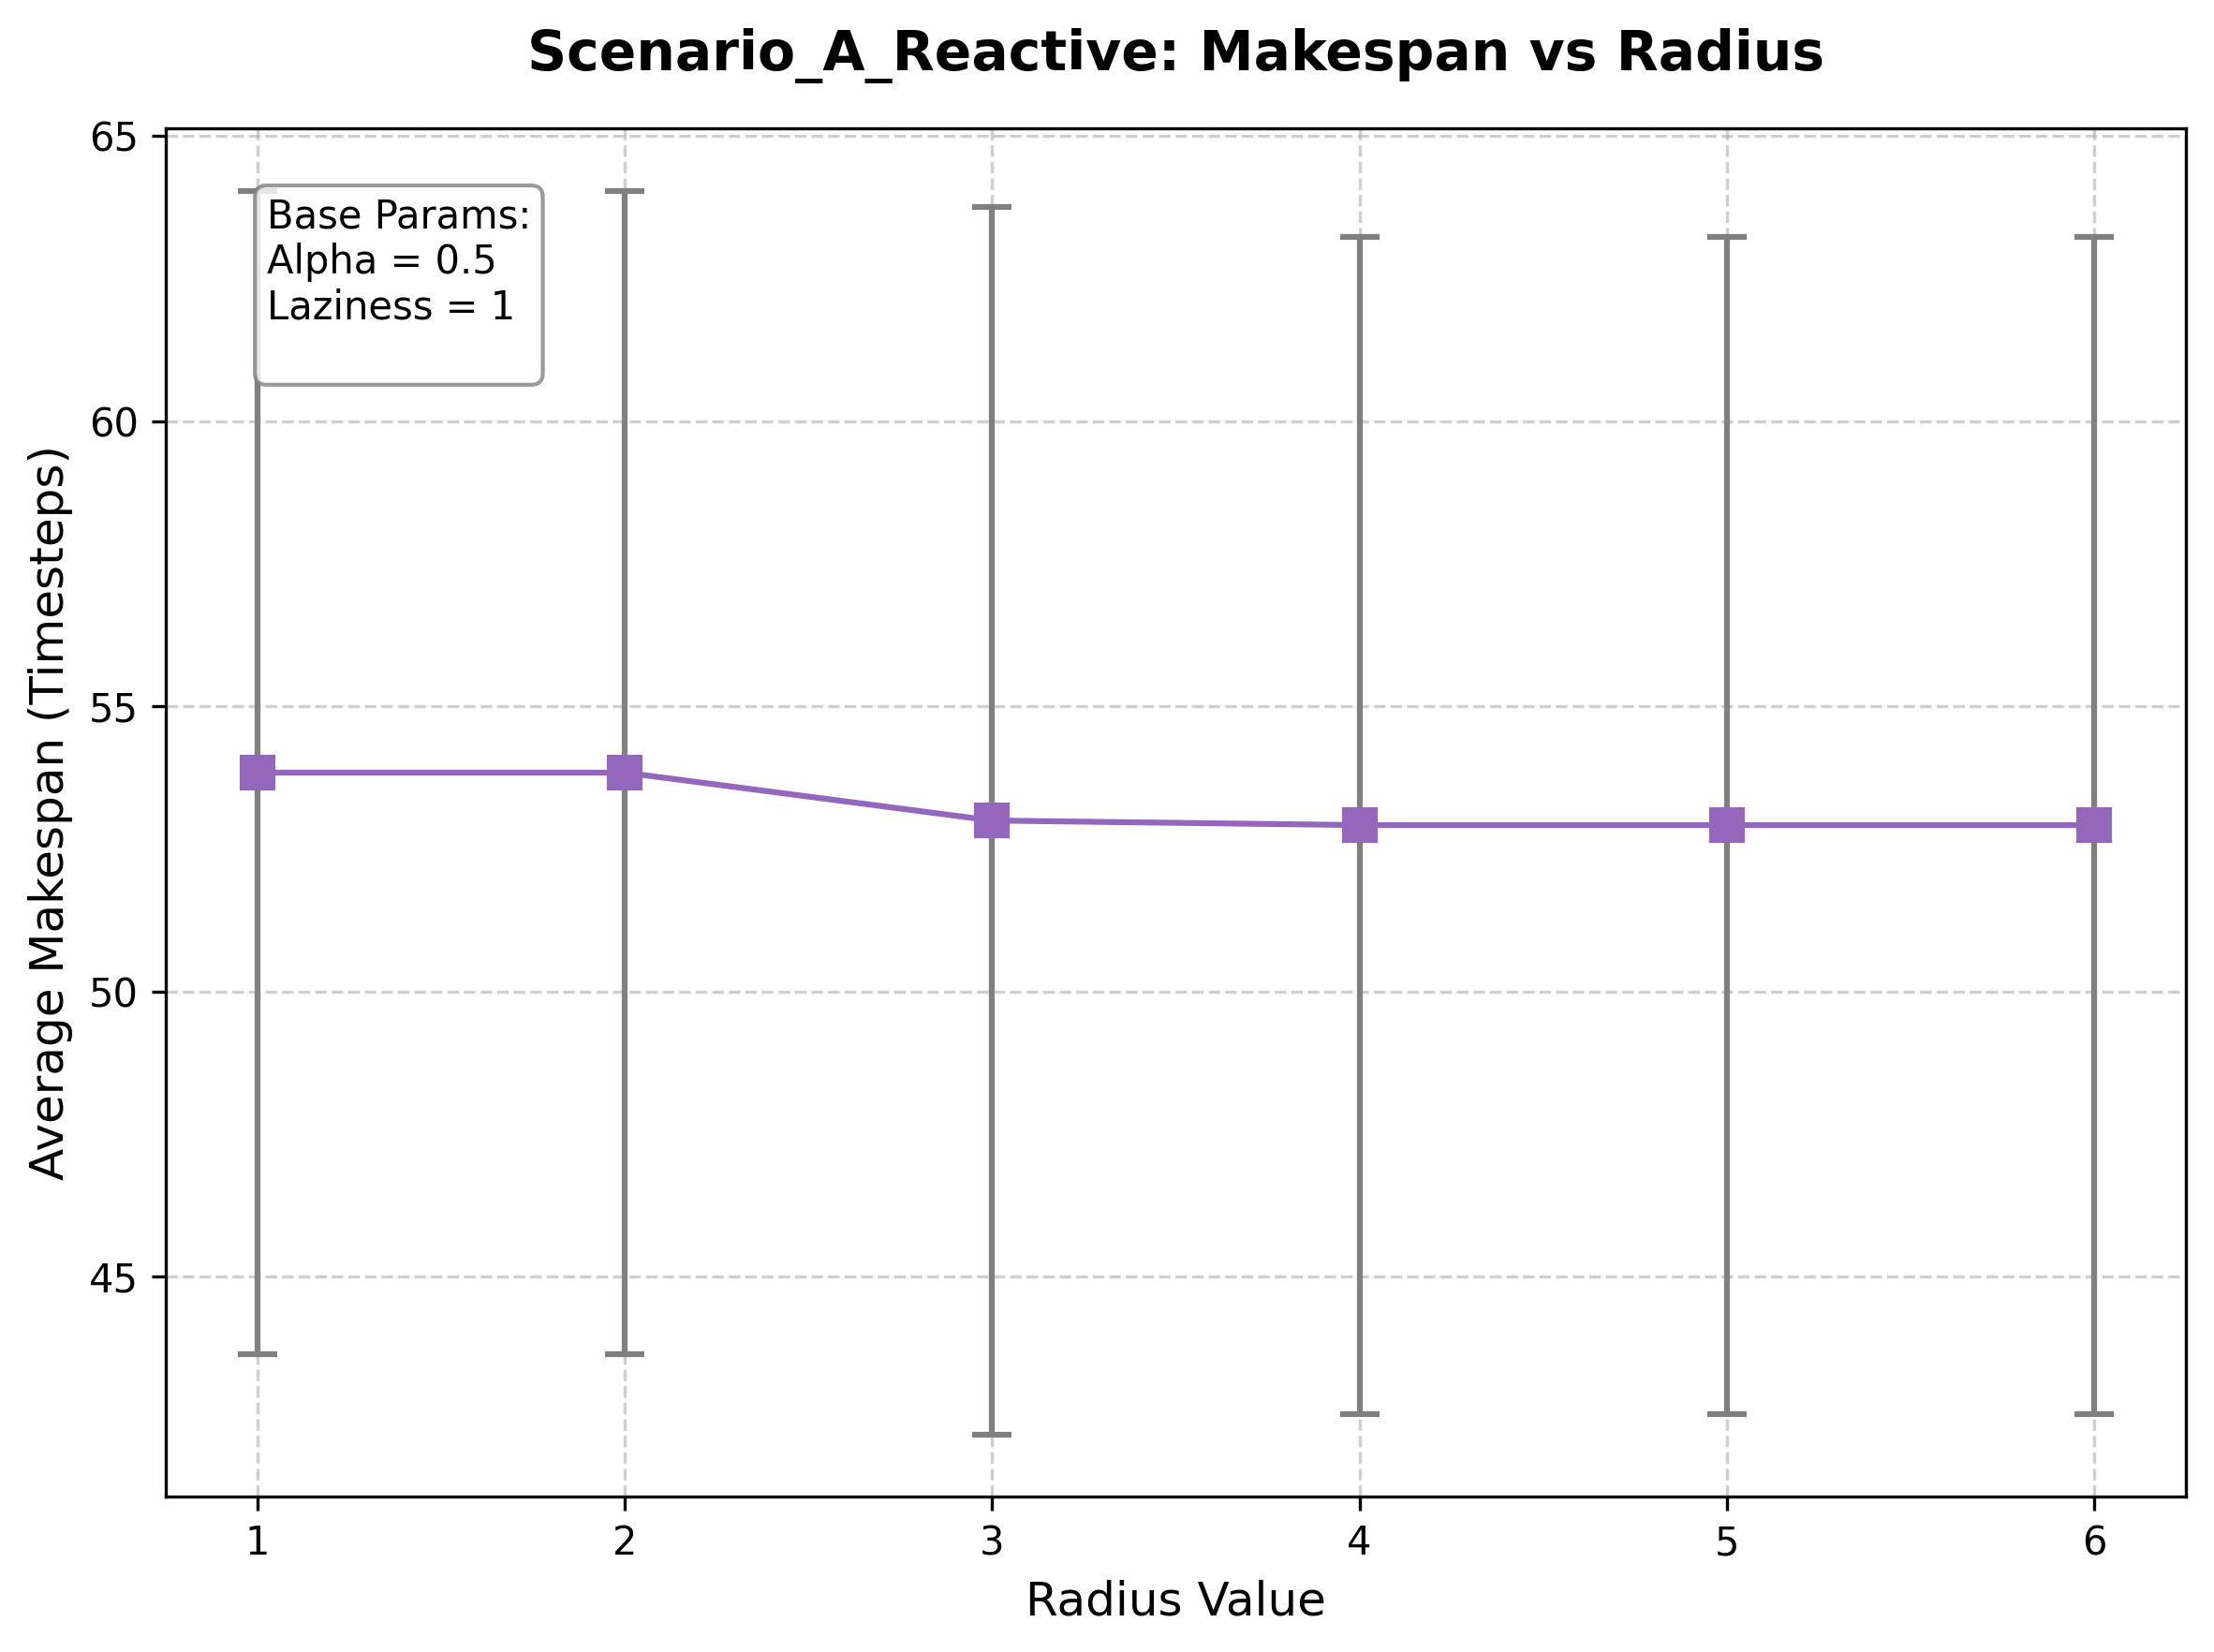 Scenario_A_Reactive: Makespan vs Radius
65
60
55
50
45
Average Makespan (Timesteps)
Base Params:
Alpha = 0.5
Laziness = 1
1 2 3 4 5 6
Radius Value